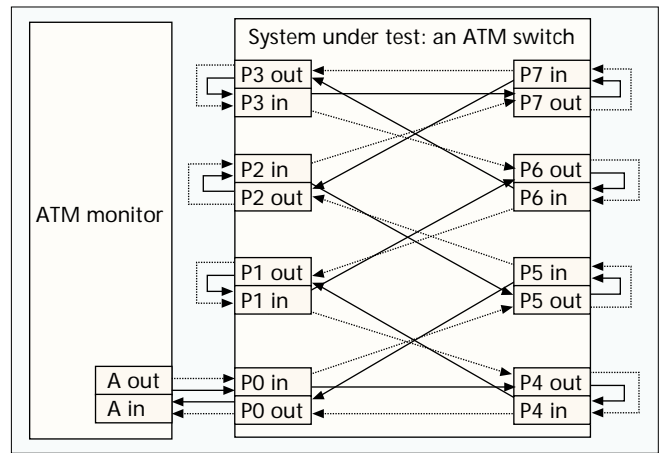 System under test: an ATM switch
P3 out
P3 in
P7 in
P7 out
P2 in
P2 out
P6 out
P6 in
ATM monitor
P1 out
P1 in
P5 in
P5 out
A out
A in
P0 in
P0 out
P4 out
P4 in